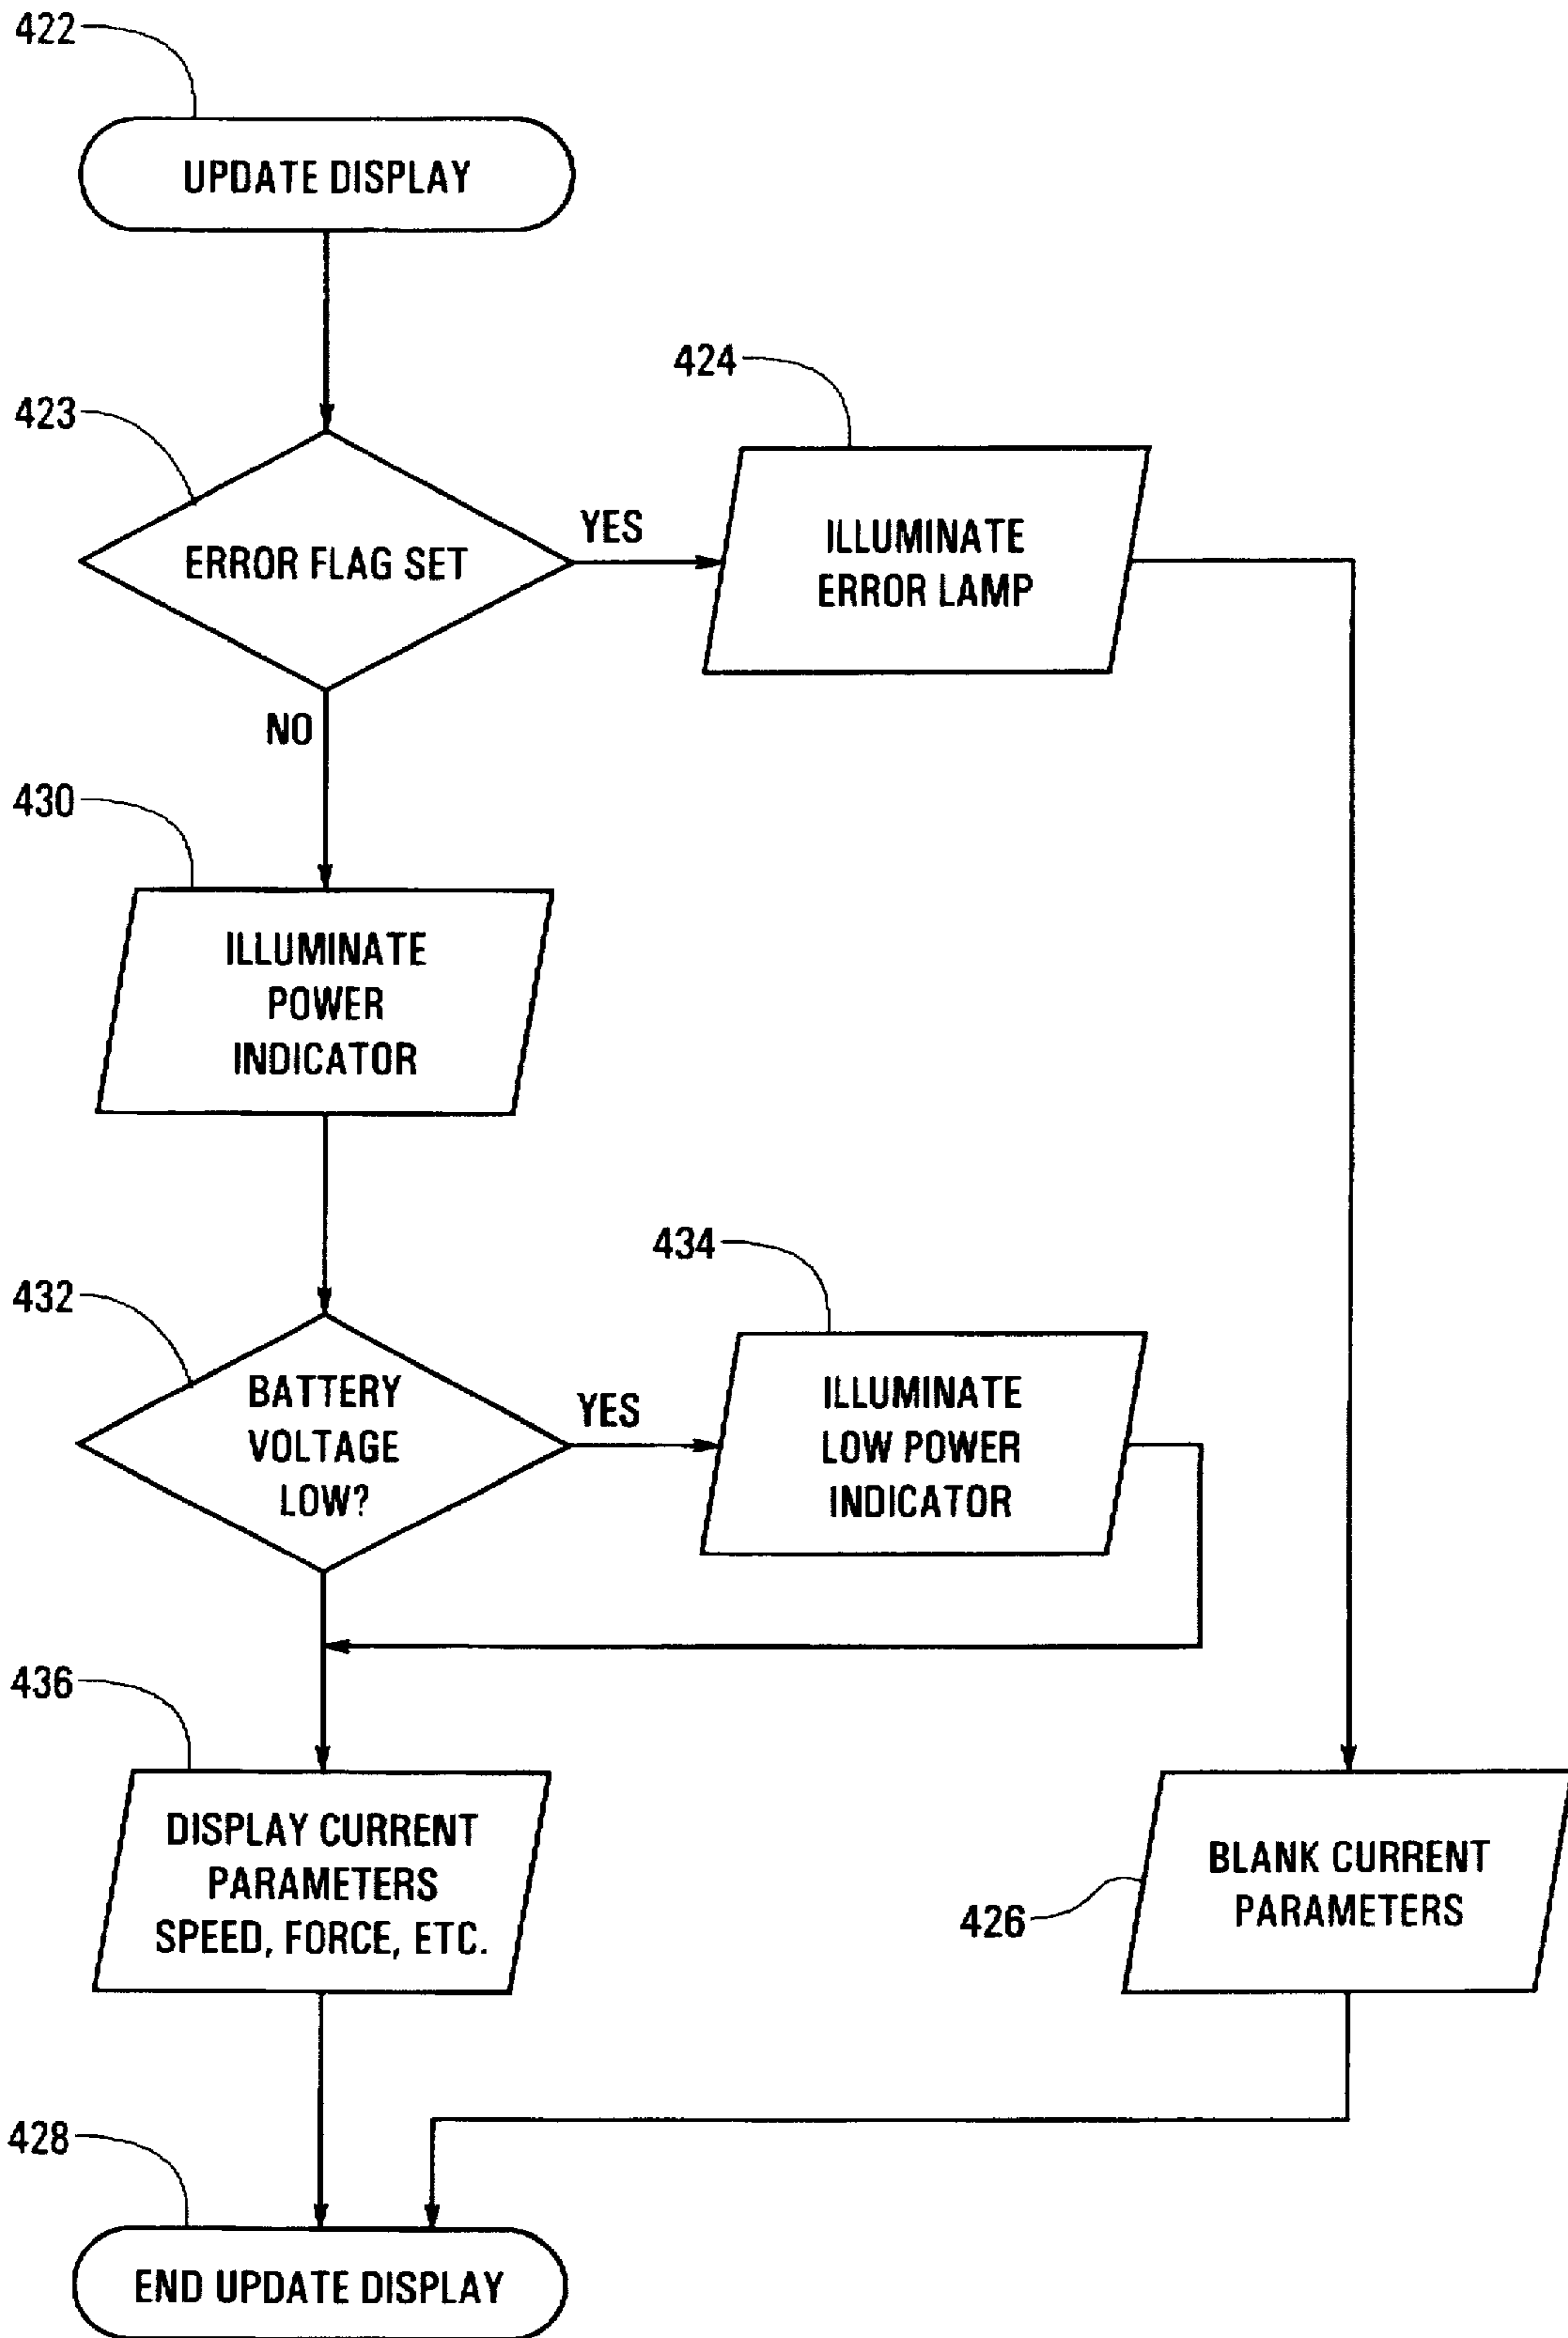 422
UPDATE DISPLAY
424
423
YES
ERROR FLAG SET
ILLUMINATE
ERROR LAMP
NO
430
ILLUMINATE
POWER
INDICATOR
434
432
BATTERY
VOLTAGE
LOW?
YES
ILLUMINATE
LOW POWER
INDICATOR
436
DISPLAY CURRENT
PARAMETERS
SPEED, FORCE, ETC.
BLANK CURRENT
PARAMETERS
426
428
END UPDATE DISPLAY